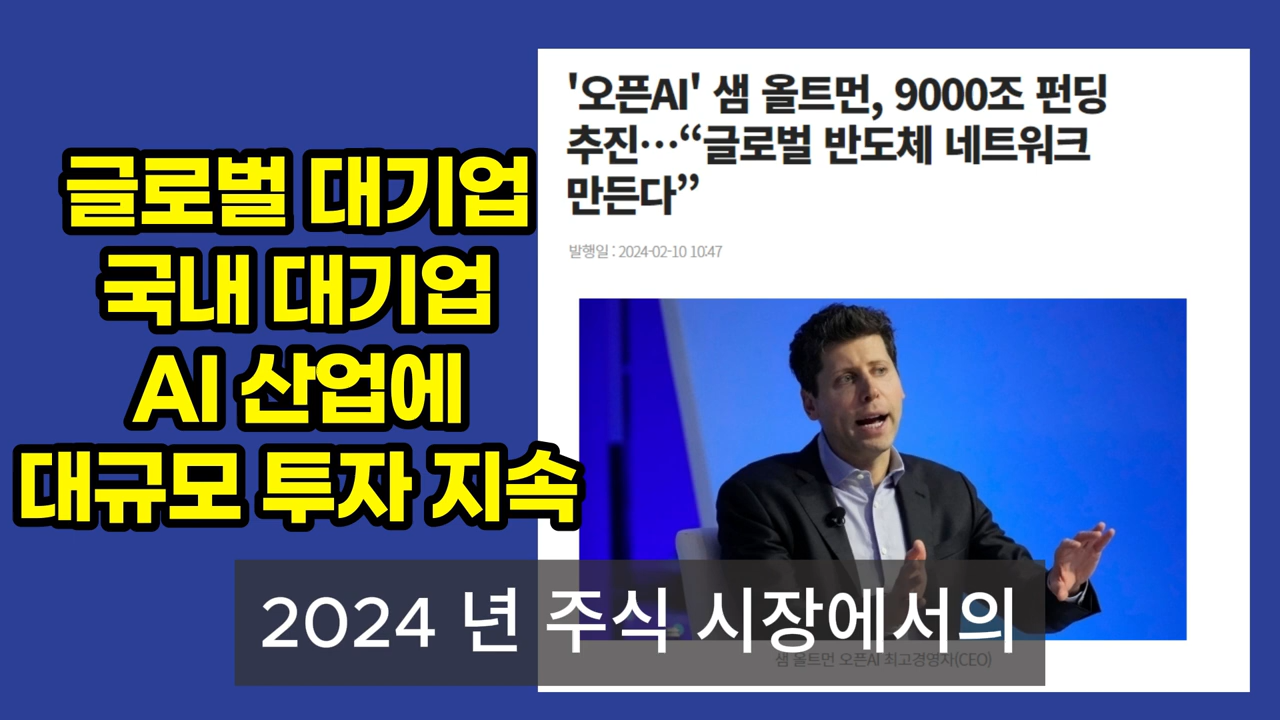 글로벌 대기업
국내 대기업
AI 산업에
대규모 투자 지속
'오픈AI' 샘 올트먼, 9000조 펀딩
추진…“글로벌 반도체 네트워크
만든다”
발행일 : 2024-02-10 10:47
샘 올트먼 오픈AI 최고경영자(CEO)
2024 년 주식 시장에서의